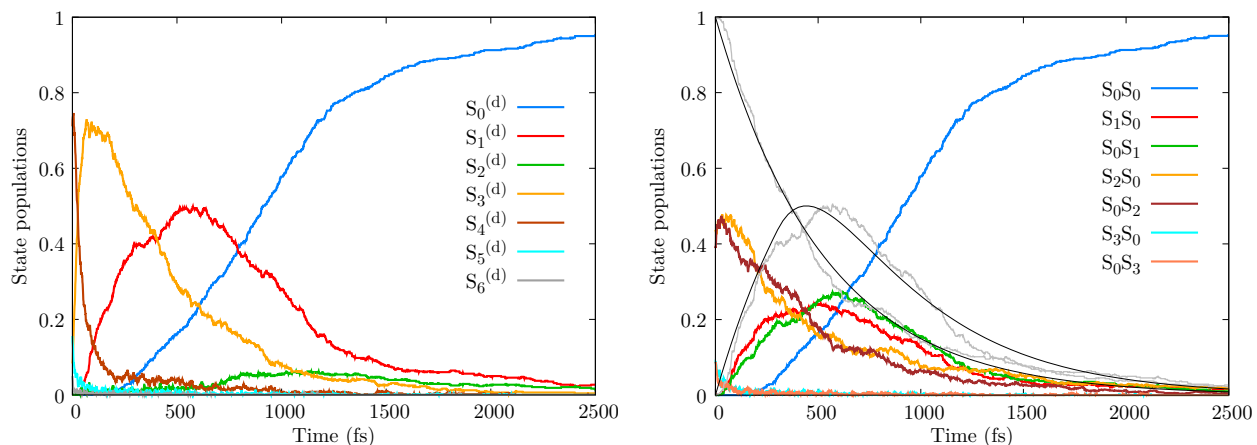 State populations
1
0.8
0.6
0.4
0.2
0
0 500 1000 1500 2000 2500
Time (fs)
S₀⁽ᵈ⁾
S₁⁽ᵈ⁾
S₂⁽ᵈ⁾
S₃⁽ᵈ⁾
S₄⁽ᵈ⁾
S₅⁽ᵈ⁾
S₆⁽ᵈ⁾
State populations
1
0.8
0.6
0.4
0.2
0
0 500 1000 1500 2000 2500
Time (fs)
S₀S₀
S₁S₀
S₀S₁
S₂S₀
S₀S₂
S₃S₀
S₀S₃